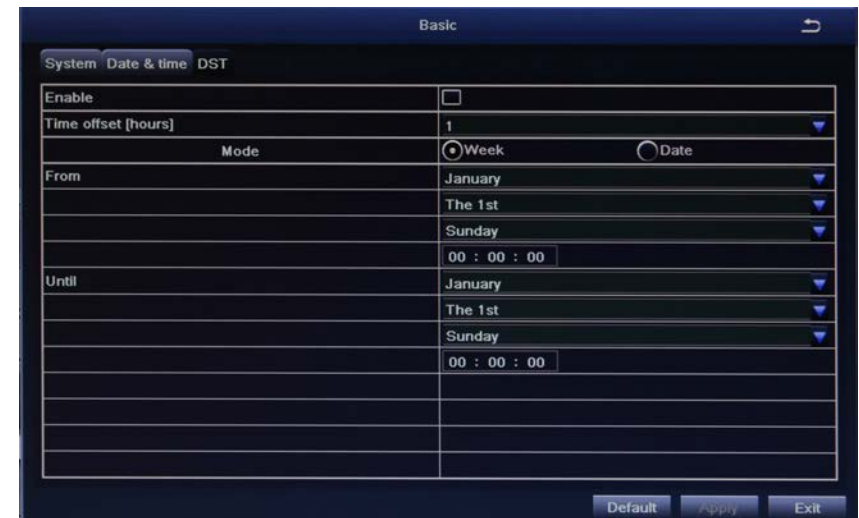 Basic
System Date & time DST
Enable
Time offset [hours] 1
Mode Week Date
From January
The 1st
Sunday
00 : 00 : 00
Until January
The 1st
Sunday
00 : 00 : 00
Default Apply Exit